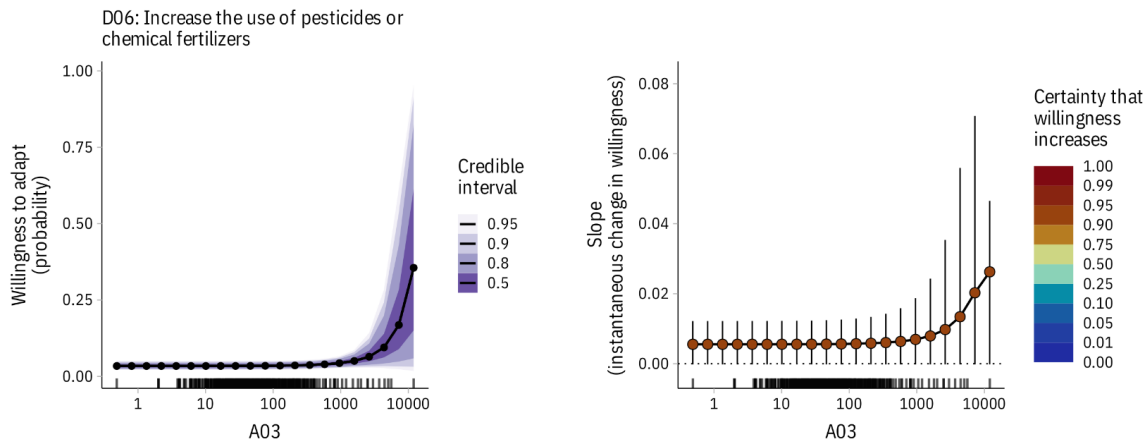 D06: Increase the use of pesticides or
chemical fertilizers
1.00
0.75
0.50
0.25
0.00
Willingness to adapt
(probability)
1
10
100
1000
10000
A03
Credible
interval
0.95
0.9
0.8
0.5
0.08
0.06
0.04
0.02
0.00
Slope
(instantaneous change in willingness)
1
10
100
1000
10000
A03
Certainty that
willingness
increases
1.00
0.99
0.95
0.90
0.75
0.50
0.25
0.10
0.05
0.01
0.00